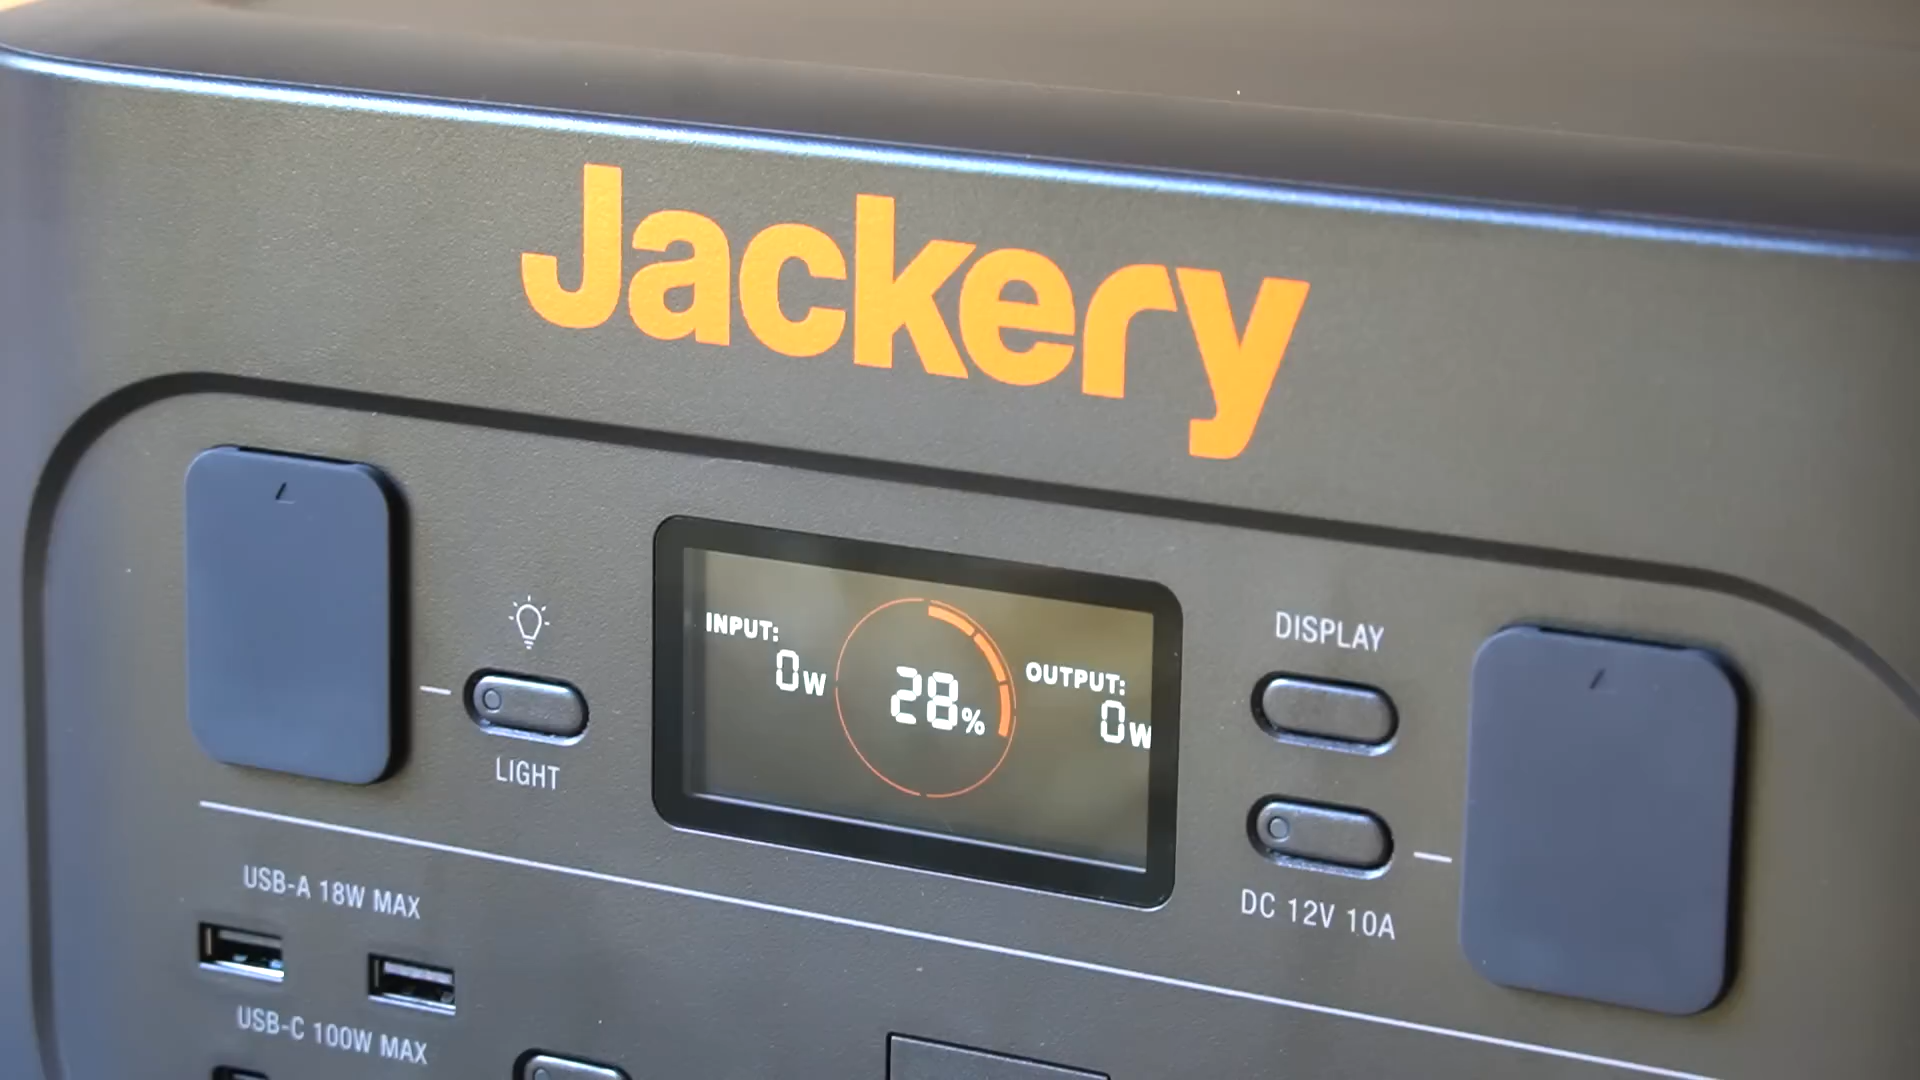 Jackery
INPUT:
0W
28%
OUTPUT:
0W
LIGHT
DISPLAY
DC 12V 10A
USB-A 18W MAX
USB-C 100W MAX